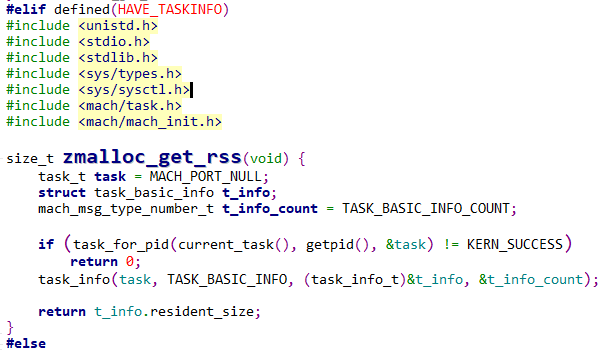 #elif defined(HAVE_TASKINFO)
#include <unistd.h>
#include <stdio.h>
#include <stdlib.h>
#include <sys/types.h>
#include <sys/sysctl.h>
#include <mach/task.h>
#include <mach/mach_init.h>

size_t zmalloc_get_rss(void) {
    task_t task = MACH_PORT_NULL;
    struct task_basic_info t_info;
    mach_msg_type_number_t t_info_count = TASK_BASIC_INFO_COUNT;

    if (task_for_pid(current_task(), getpid(), &task) != KERN_SUCCESS)
        return 0;
    task_info(task, TASK_BASIC_INFO, (task_info_t)&t_info, &t_info_count);

    return t_info.resident_size;
}
#else